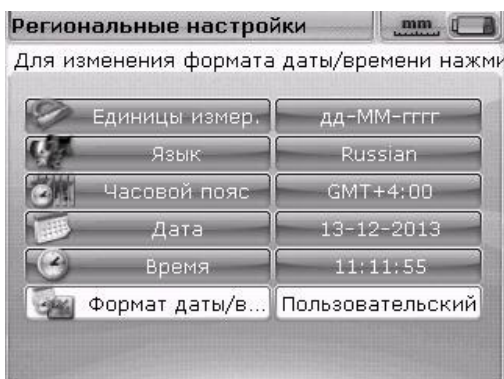 Региональные настройки mm
Для изменения формата даты/времени нажми
Единицы измер. дд-ММ-гггг
Язык Russian
Часовой пояс GMT+4:00
Дата 13-12-2013
Время 11:11:55
Формат даты/в... Пользовательский